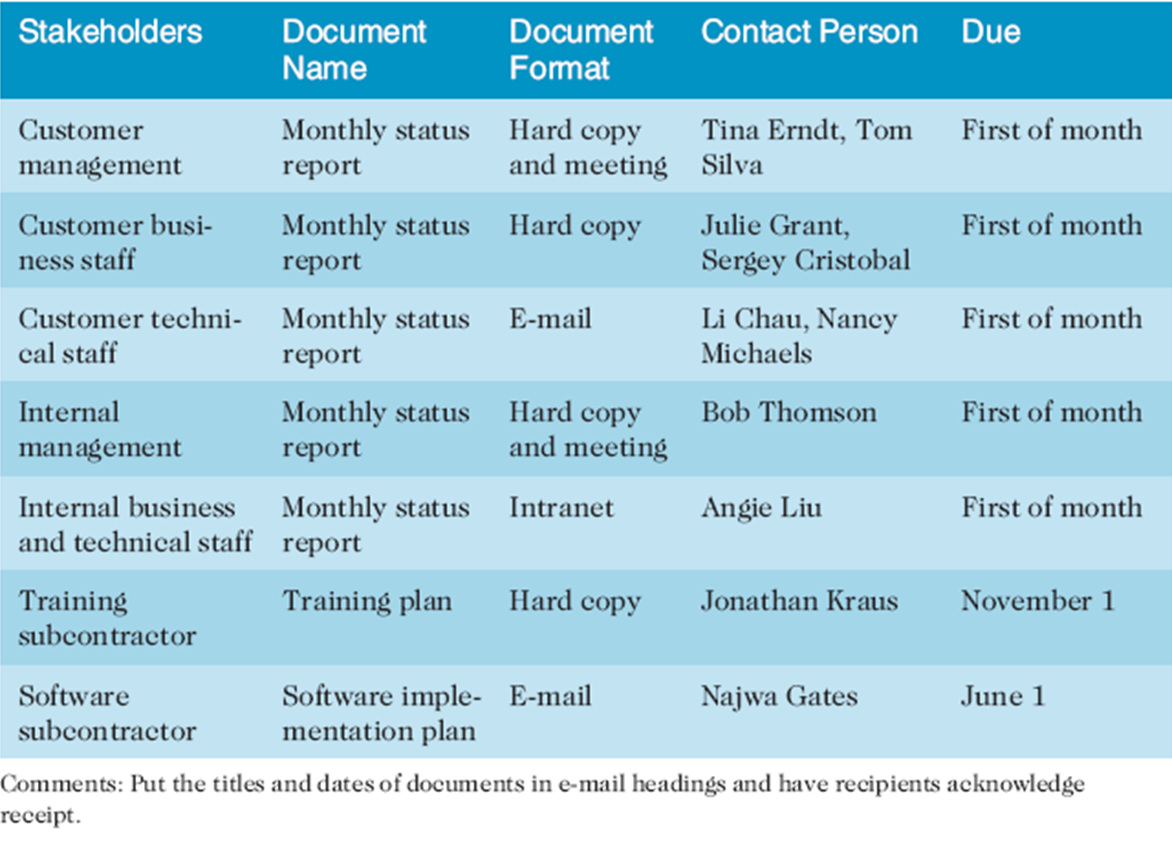 Stakeholders Document Name Document Format Contact Person Due
Customer management Monthly status report Hard copy and meeting Tina Erndt, Tom Silva First of month
Customer busi-ness staff Monthly status report Hard copy Julie Grant, Sergey Cristobal First of month
Customer techni-cal staff Monthly status report E-mail Li Chau, Nancy Michaels First of month
Internal management Monthly status report Hard copy and meeting Bob Thomson First of month
Internal business and technical staff Monthly status report Intranet Angie Liu First of month
Training subcontractor Training plan Hard copy Jonathan Kraus November 1
Software subcontractor Software imple-mentation plan E-mail Najwa Gates June 1
Comments: Put the titles and dates of documents in e-mail headings and have recipients acknowledge
receipt.